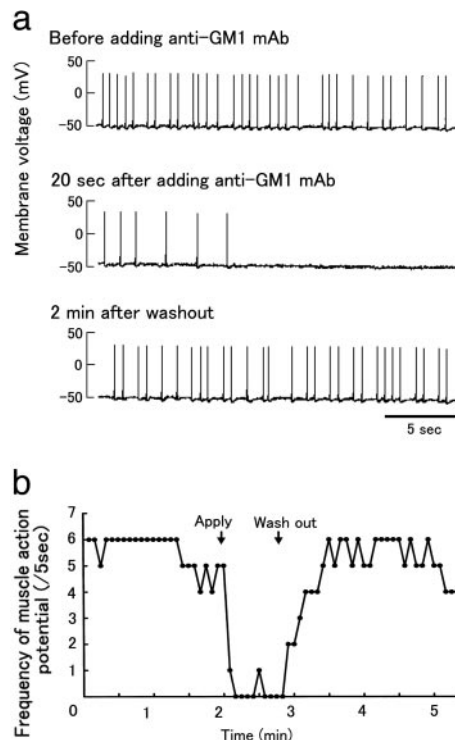 a
Before adding anti-GM1 mAb
50
0
-50
Membrane voltage (mV)
20 sec after adding anti-GM1 mAb
50
0
-50
2 min after washout
50
0
-50
5 sec
b
Frequency of muscle action
potential (/5sec)
7
6
5
4
3
2
1
Apply
Wash out
0 1 2 3 4 5
Time (min)